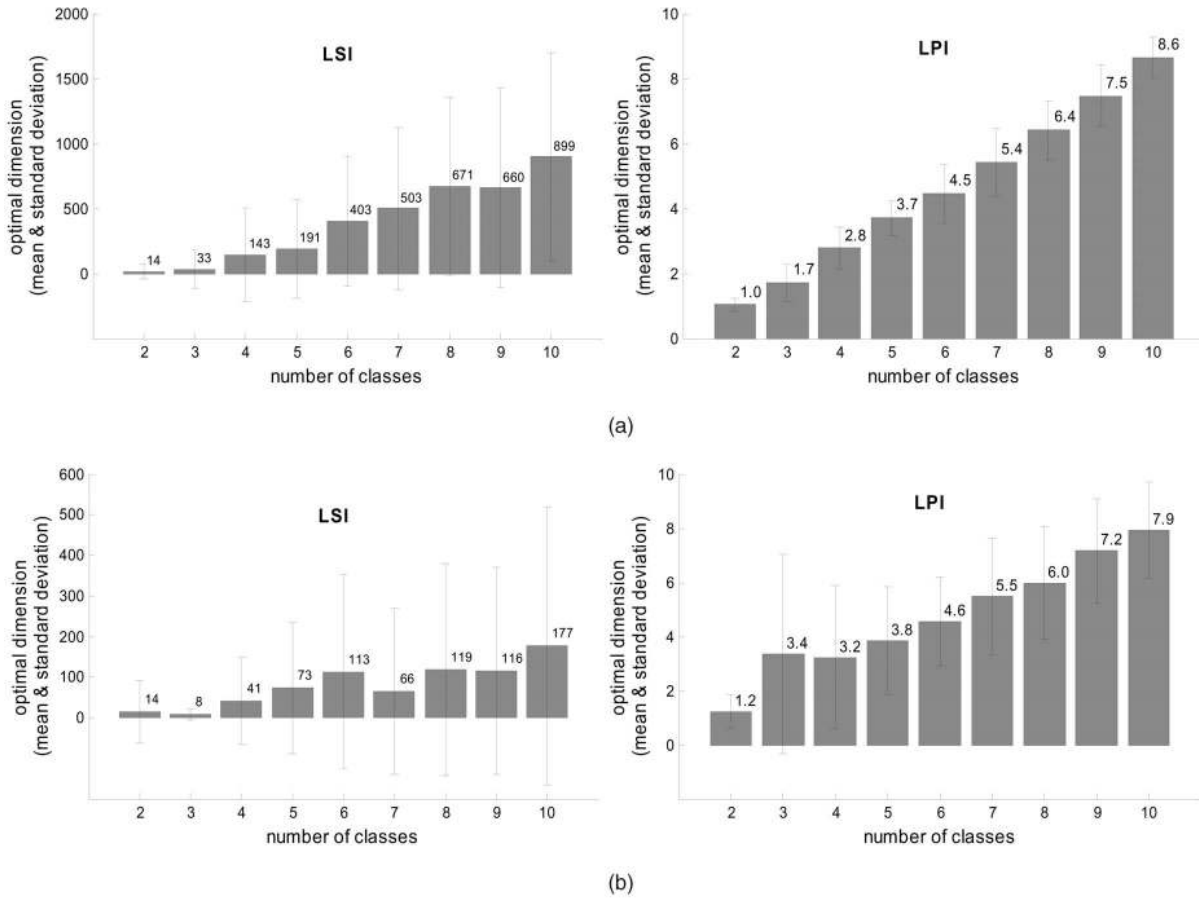 2000
1500
1000
500
0
optimal dimension
(mean & standard deviation)
LSI
14
33
143
191
403
503
671
660
899
2 3 4 5 6 7 8 9 10
number of classes
10
8
6
4
2
0
optimal dimension
(mean & standard deviation)
LPI
1.0
1.7
2.8
3.7
4.5
5.4
6.4
7.5
8.6
2 3 4 5 6 7 8 9 10
number of classes
(a)
600
500
400
300
200
100
0
optimal dimension
(mean & standard deviation)
LSI
14
8
41
73
113
66
119
116
177
2 3 4 5 6 7 8 9 10
number of classes
10
8
6
4
2
0
optimal dimension
(mean & standard deviation)
LPI
1.2
3.4
3.2
3.8
4.6
5.5
6.0
7.2
7.9
2 3 4 5 6 7 8 9 10
number of classes
(b)